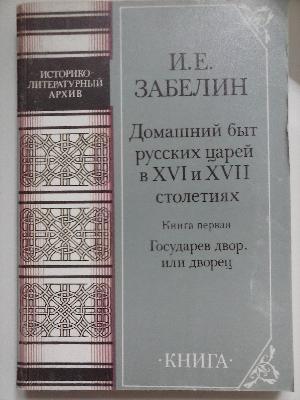 ИСТОРИКО-
ЛИТЕРАТУРНЫЙ
АРХИВ
И.Е.
ЗАБЕЛИН
Домашний быт
русских царей
в XVI и XVII
столетиях
Книга первая
Государев двор,
или дворец
·КНИГА·